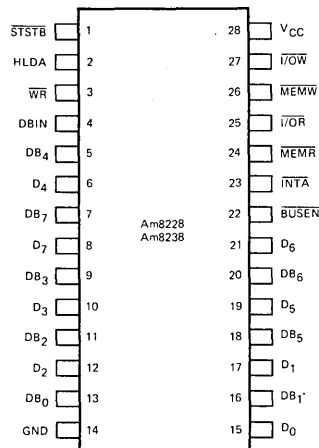 STSTB 1 28 VCC
HLDA 2 27 I/OW
WR 3 26 MEMW
DBIN 4 25 I/OR
DB4 5 24 MEMR
D4 6 23 INTA
DB7 7 22 BUSEN
Am8228
Am8238
D7 8 21 D6
DB3 9 20 DB6
D3 10 19 D5
DB2 11 18 DB5
D2 12 17 D1
DB0 13 16 DB1
GND 14 15 D0